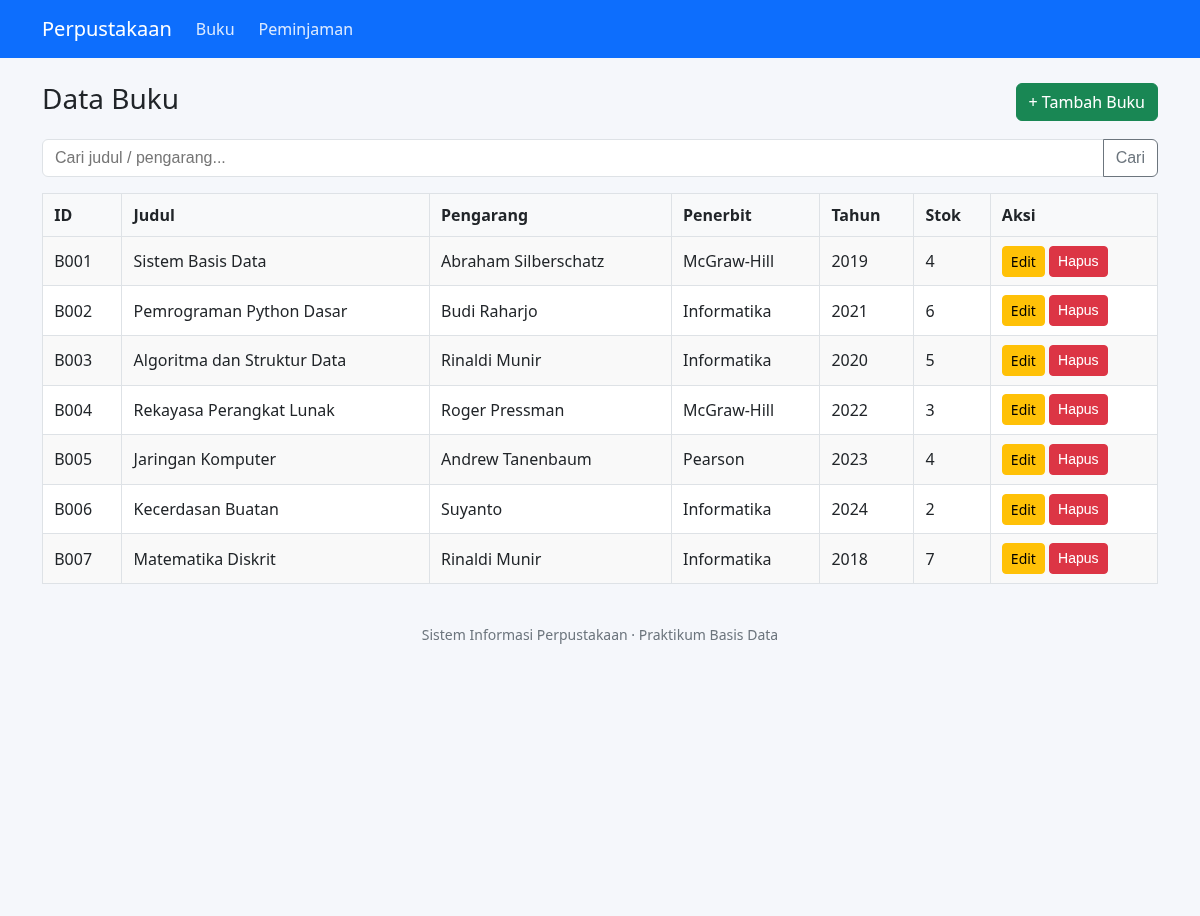 Perpustakaan Buku Peminjaman
Data Buku + Tambah Buku
Cari judul / pengarang... Cari
ID Judul Pengarang Penerbit Tahun Stok Aksi
B001 Sistem Basis Data Abraham Silberschatz McGraw-Hill 2019 4 Edit Hapus
B002 Pemrograman Python Dasar Budi Raharjo Informatika 2021 6 Edit Hapus
B003 Algoritma dan Struktur Data Rinaldi Munir Informatika 2020 5 Edit Hapus
B004 Rekayasa Perangkat Lunak Roger Pressman McGraw-Hill 2022 3 Edit Hapus
B005 Jaringan Komputer Andrew Tanenbaum Pearson 2023 4 Edit Hapus
B006 Kecerdasan Buatan Suyanto Informatika 2024 2 Edit Hapus
B007 Matematika Diskrit Rinaldi Munir Informatika 2018 7 Edit Hapus
Sistem Informasi Perpustakaan · Praktikum Basis Data